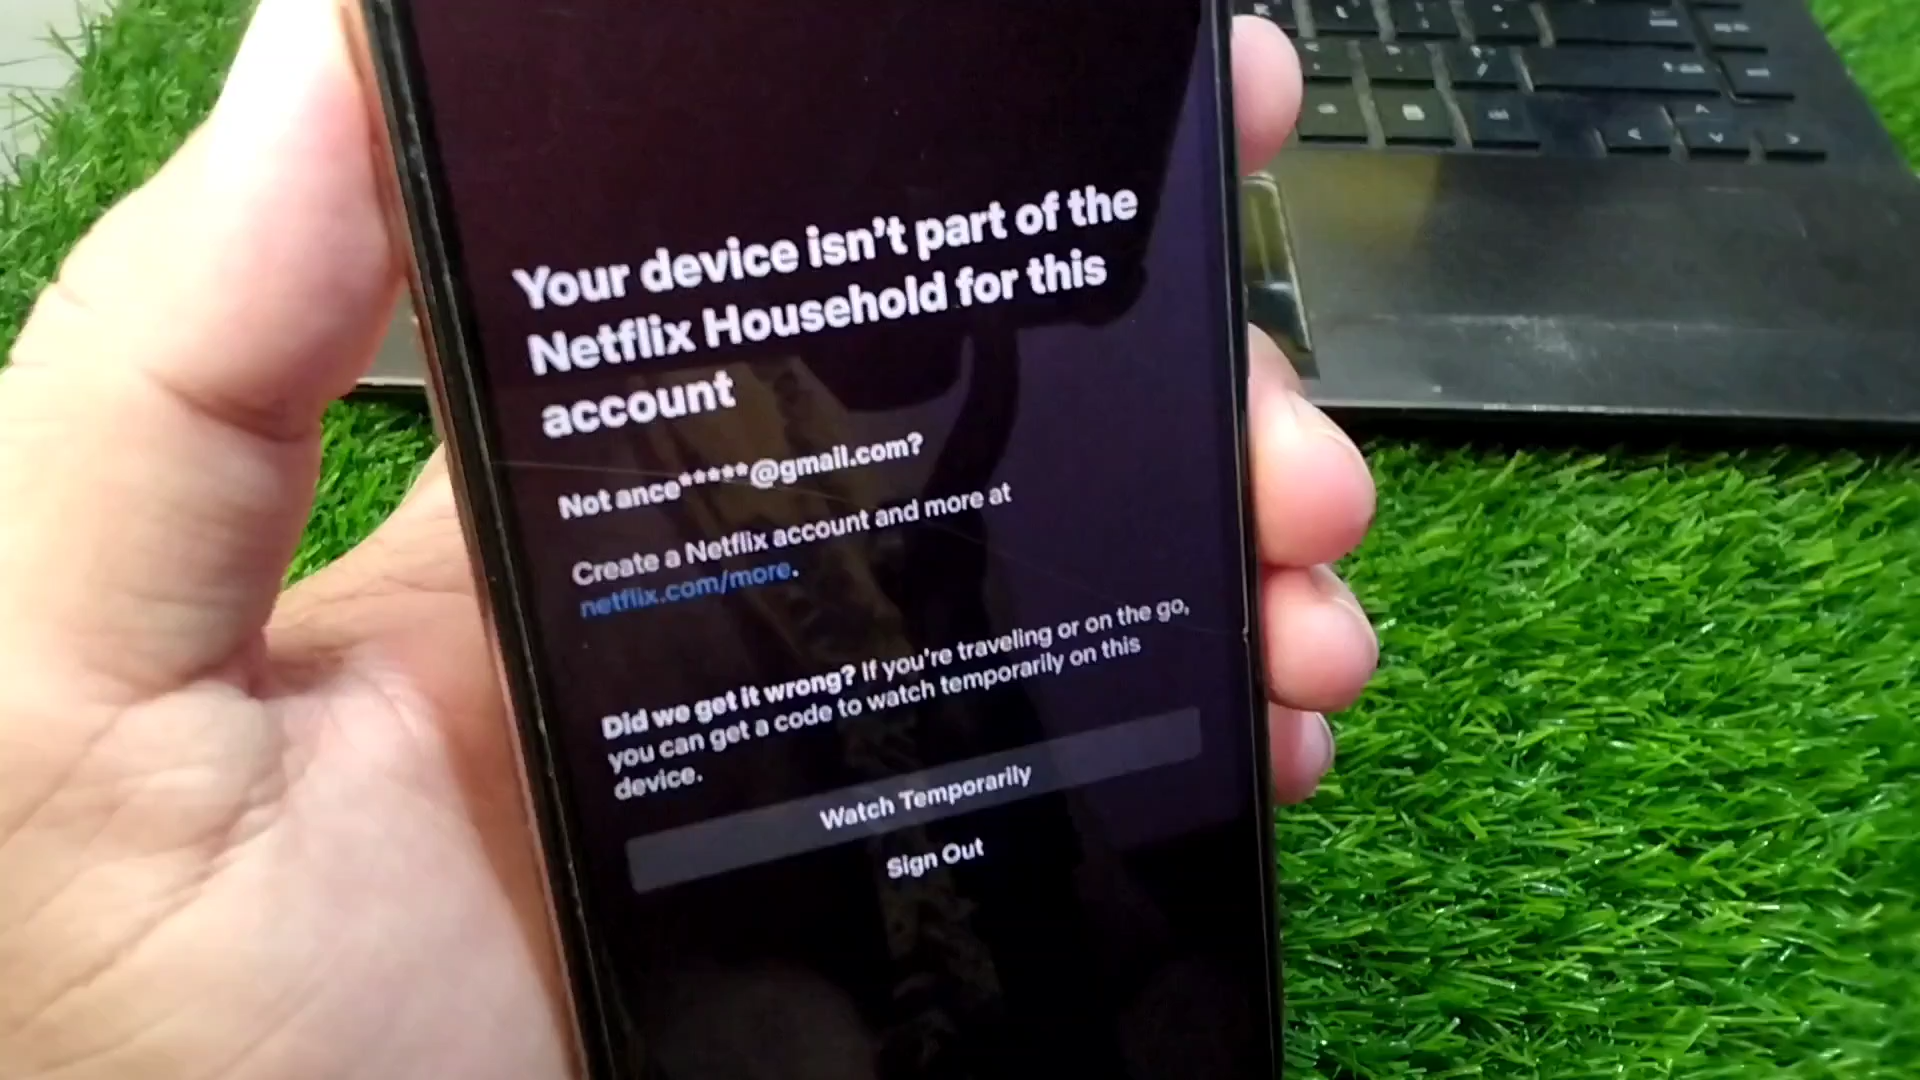 Your device isn't part of the
Netflix Household for this
account
Not ance*****@gmail.com?
Create a Netflix account and more at
netflix.com/more.
Did we get it wrong? If you're traveling or on the go,
you can get a code to watch temporarily on this
device.
Watch Temporarily
Sign Out